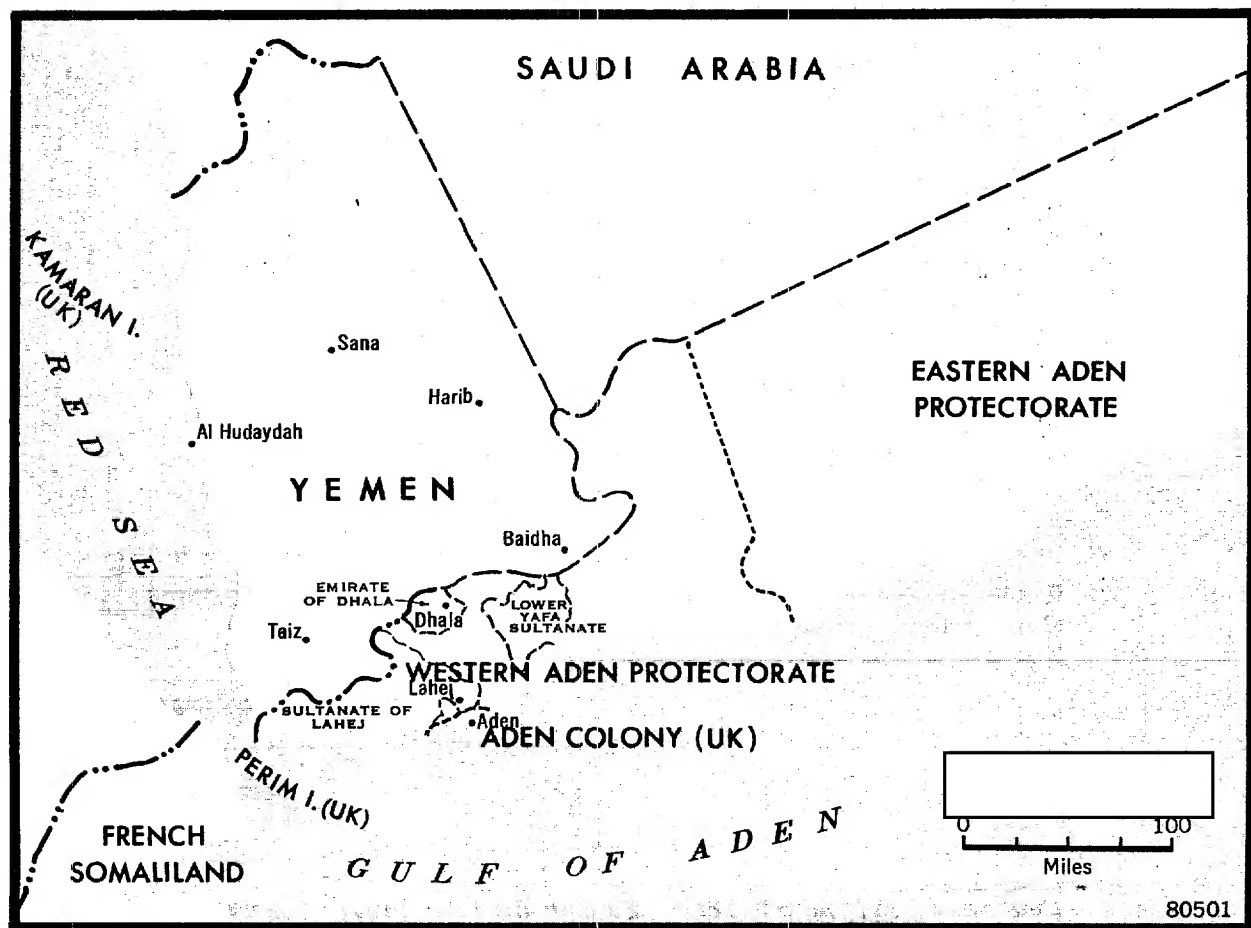 SAUDI ARABIA
KAMARAN I.
(UK)
RED SEA
Sana
Harib
EASTERN ADEN
PROTECTORATE
Al Hudaydah
YEMEN
Baidha
EMIRATE
OF DHALA
Dhala
LOWER
YAFA
SULTANATE
Taiz
WESTERN ADEN PROTECTORATE
Lahej
SULTANATE OF
LAHEJ
Aden
ADEN COLONY (UK)
PERIM I. (UK)
FRENCH
SOMALILAND
GULF OF ADEN
0 100
Miles
80501